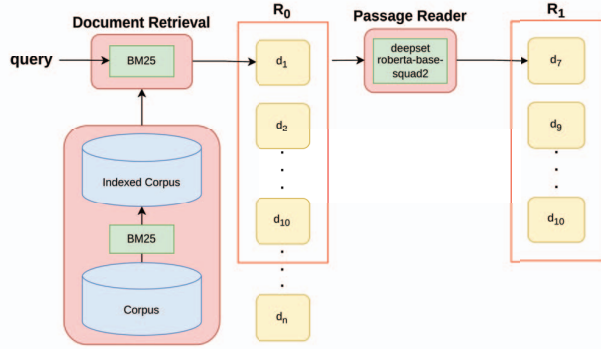 Document Retrieval
R0
Passage Reader
R1
query
BM25
d1
deepset
roberta-base-
squad2
d7
d2
d9
Indexed Corpus
d10
d10
BM25
Corpus
dn